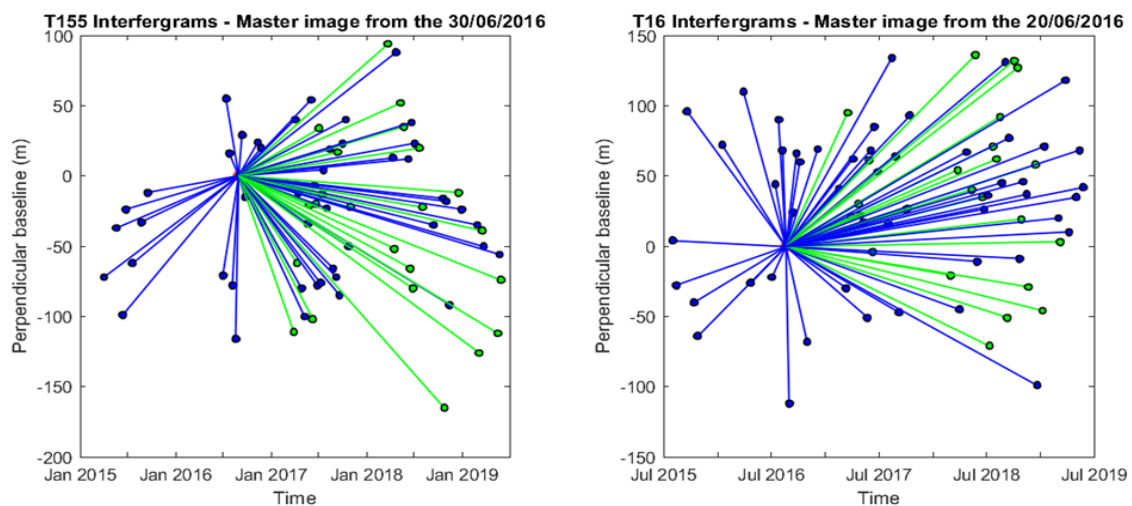 T155 Interfergrams - Master image from the 30/06/2016
100
50
0
-50
-100
-150
-200
Perpendicular baseline (m)
Jan 2015 Jan 2016 Jan 2017 Jan 2018 Jan 2019
Time
T16 Interfergrams - Master image from the 20/06/2016
150
100
50
0
-50
-100
-150
Perpendicular baseline (m)
Jul 2015 Jul 2016 Jul 2017 Jul 2018 Jul 2019
Time